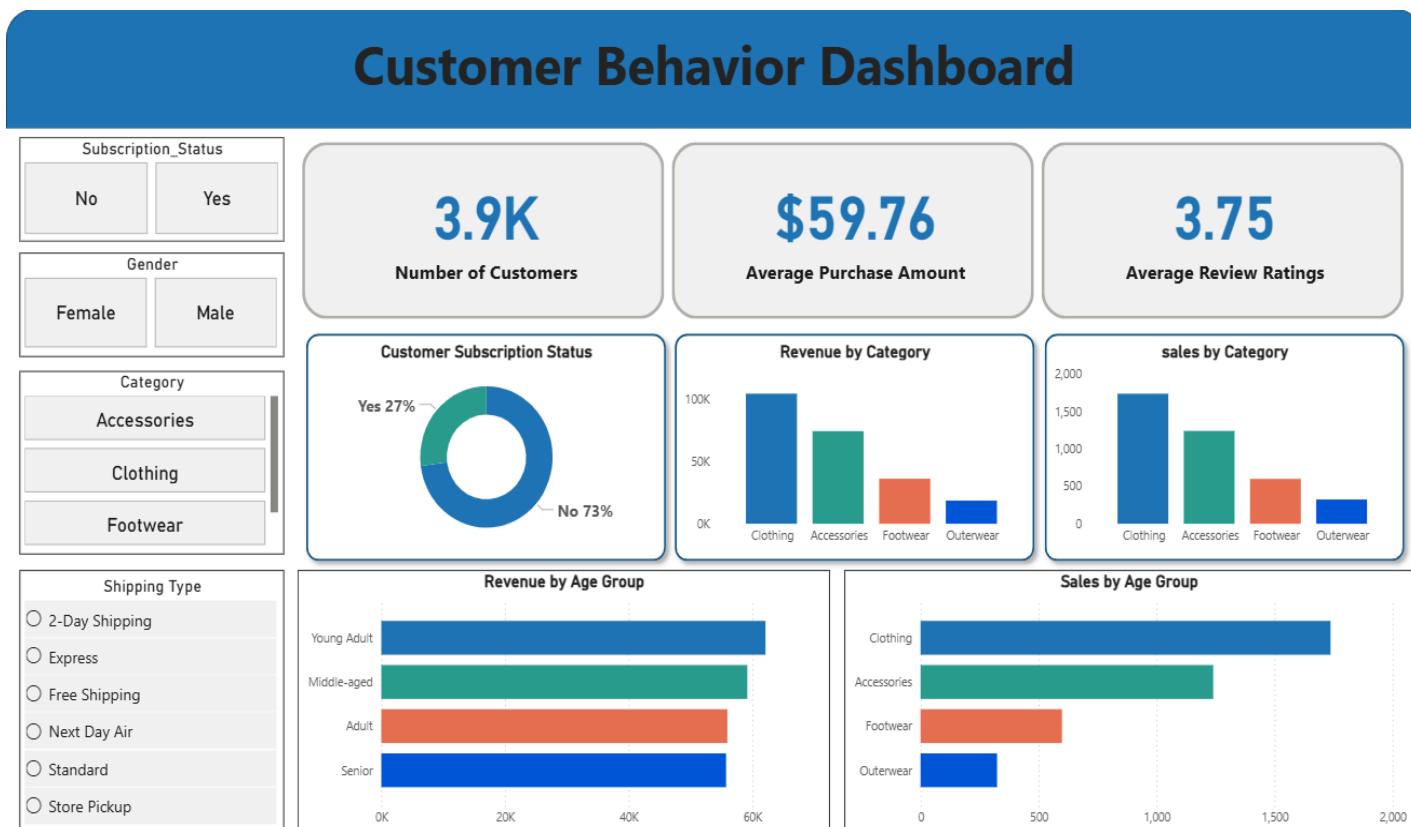 Customer Behavior Dashboard
Subscription_Status
No
Yes
Gender
Female
Male
Category
Accessories
Clothing
Footwear
Shipping Type
2-Day Shipping
Express
Free Shipping
Next Day Air
Standard
Store Pickup
3.9K
Number of Customers
$59.76
Average Purchase Amount
3.75
Average Review Ratings
Customer Subscription Status
Yes 27%
No 73%
Revenue by Category
100K
50K
0K
Clothing
Accessories
Footwear
Outerwear
sales by Category
2,000
1,500
1,000
500
0
Clothing
Accessories
Footwear
Outerwear
Revenue by Age Group
Young Adult
Middle-aged
Adult
Senior
0K
20K
40K
60K
Sales by Age Group
Clothing
Accessories
Footwear
Outerwear
0
500
1,000
1,500
2,000